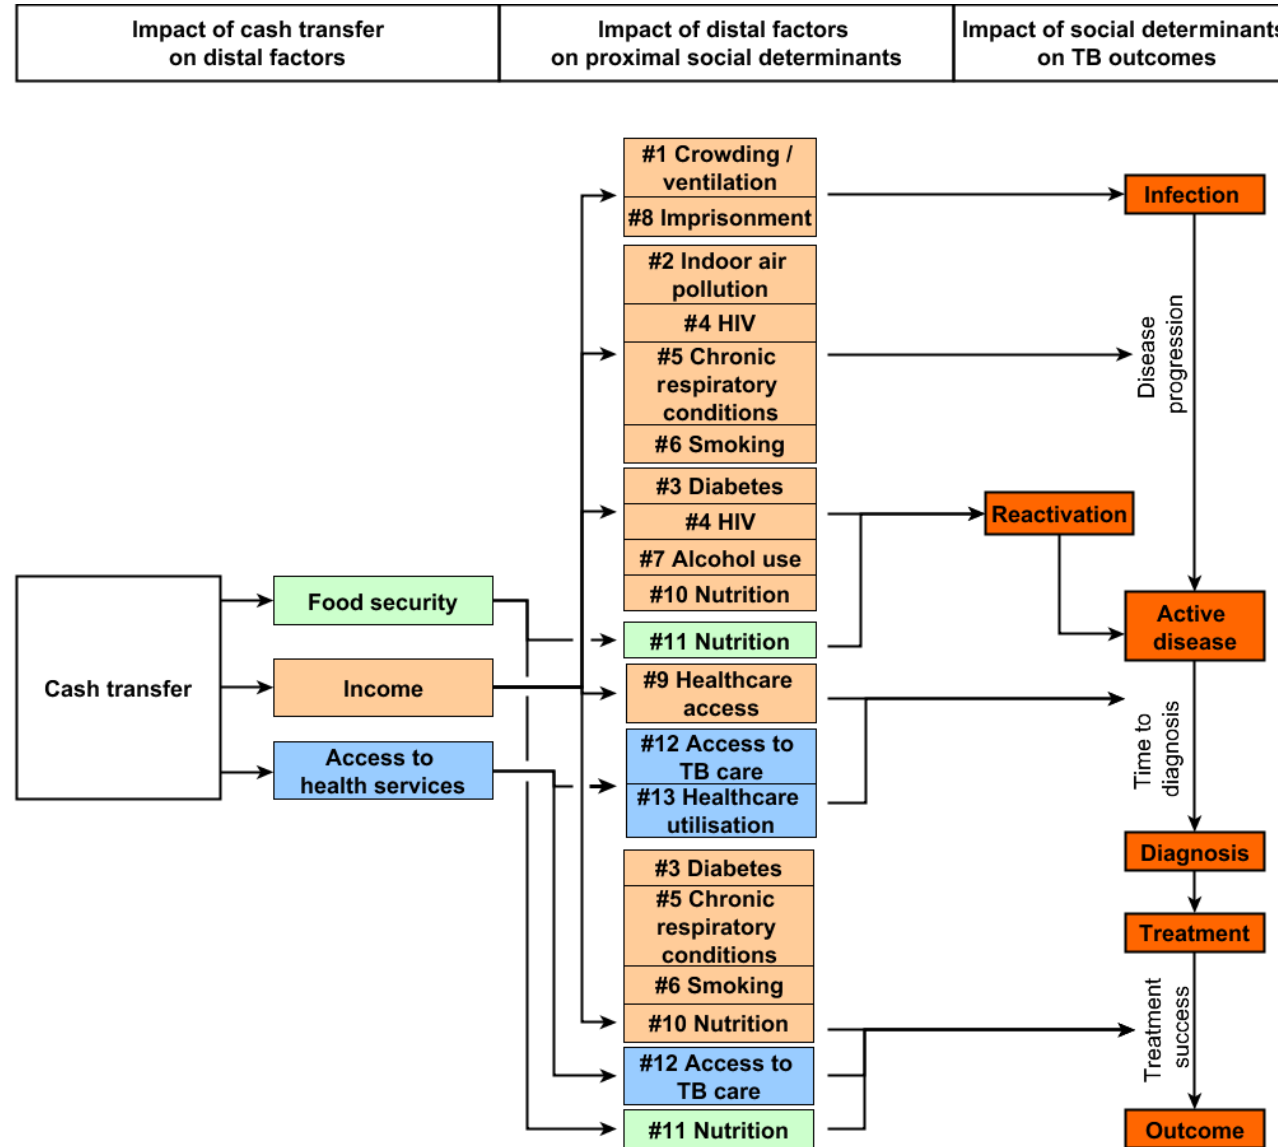 Impact of cash transfer
on distal factors
Impact of distal factors
on proximal social determinants
Impact of social determinants
on TB outcomes
#1 Crowding /
ventilation
#8 Imprisonment
#2 Indoor air
pollution
#4 HIV
#5 Chronic
respiratory
conditions
#6 Smoking
#3 Diabetes
#4 HIV
#7 Alcohol use
#10 Nutrition
#11 Nutrition
#9 Healthcare
access
#12 Access to
TB care
#13 Healthcare
utilisation
#3 Diabetes
#5 Chronic
respiratory
conditions
#6 Smoking
#10 Nutrition
#12 Access to
TB care
#11 Nutrition
Cash transfer
Food security
Income
Access to
health services
Infection
Disease
progression
Reactivation
Active
disease
Time to
diagnosis
Diagnosis
Treatment
Treatment
success
Outcome